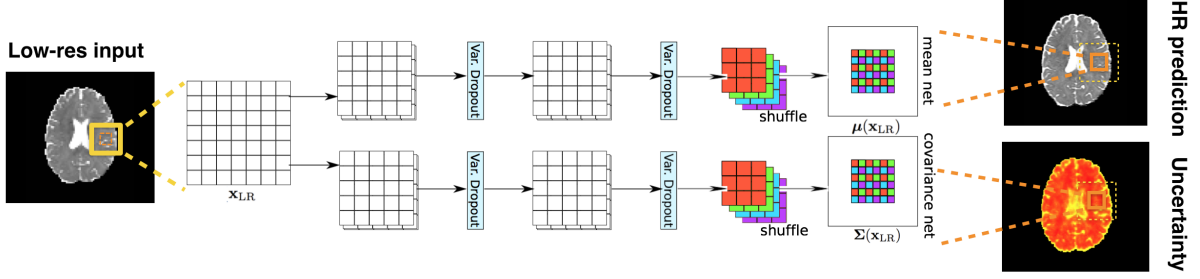 Low-res input
x_LR
Var. Dropout
Var. Dropout
shuffle
mean net
μ(x_LR)
HR prediction
Var. Dropout
Var. Dropout
shuffle
covariance net
Σ(x_LR)
Uncertainty